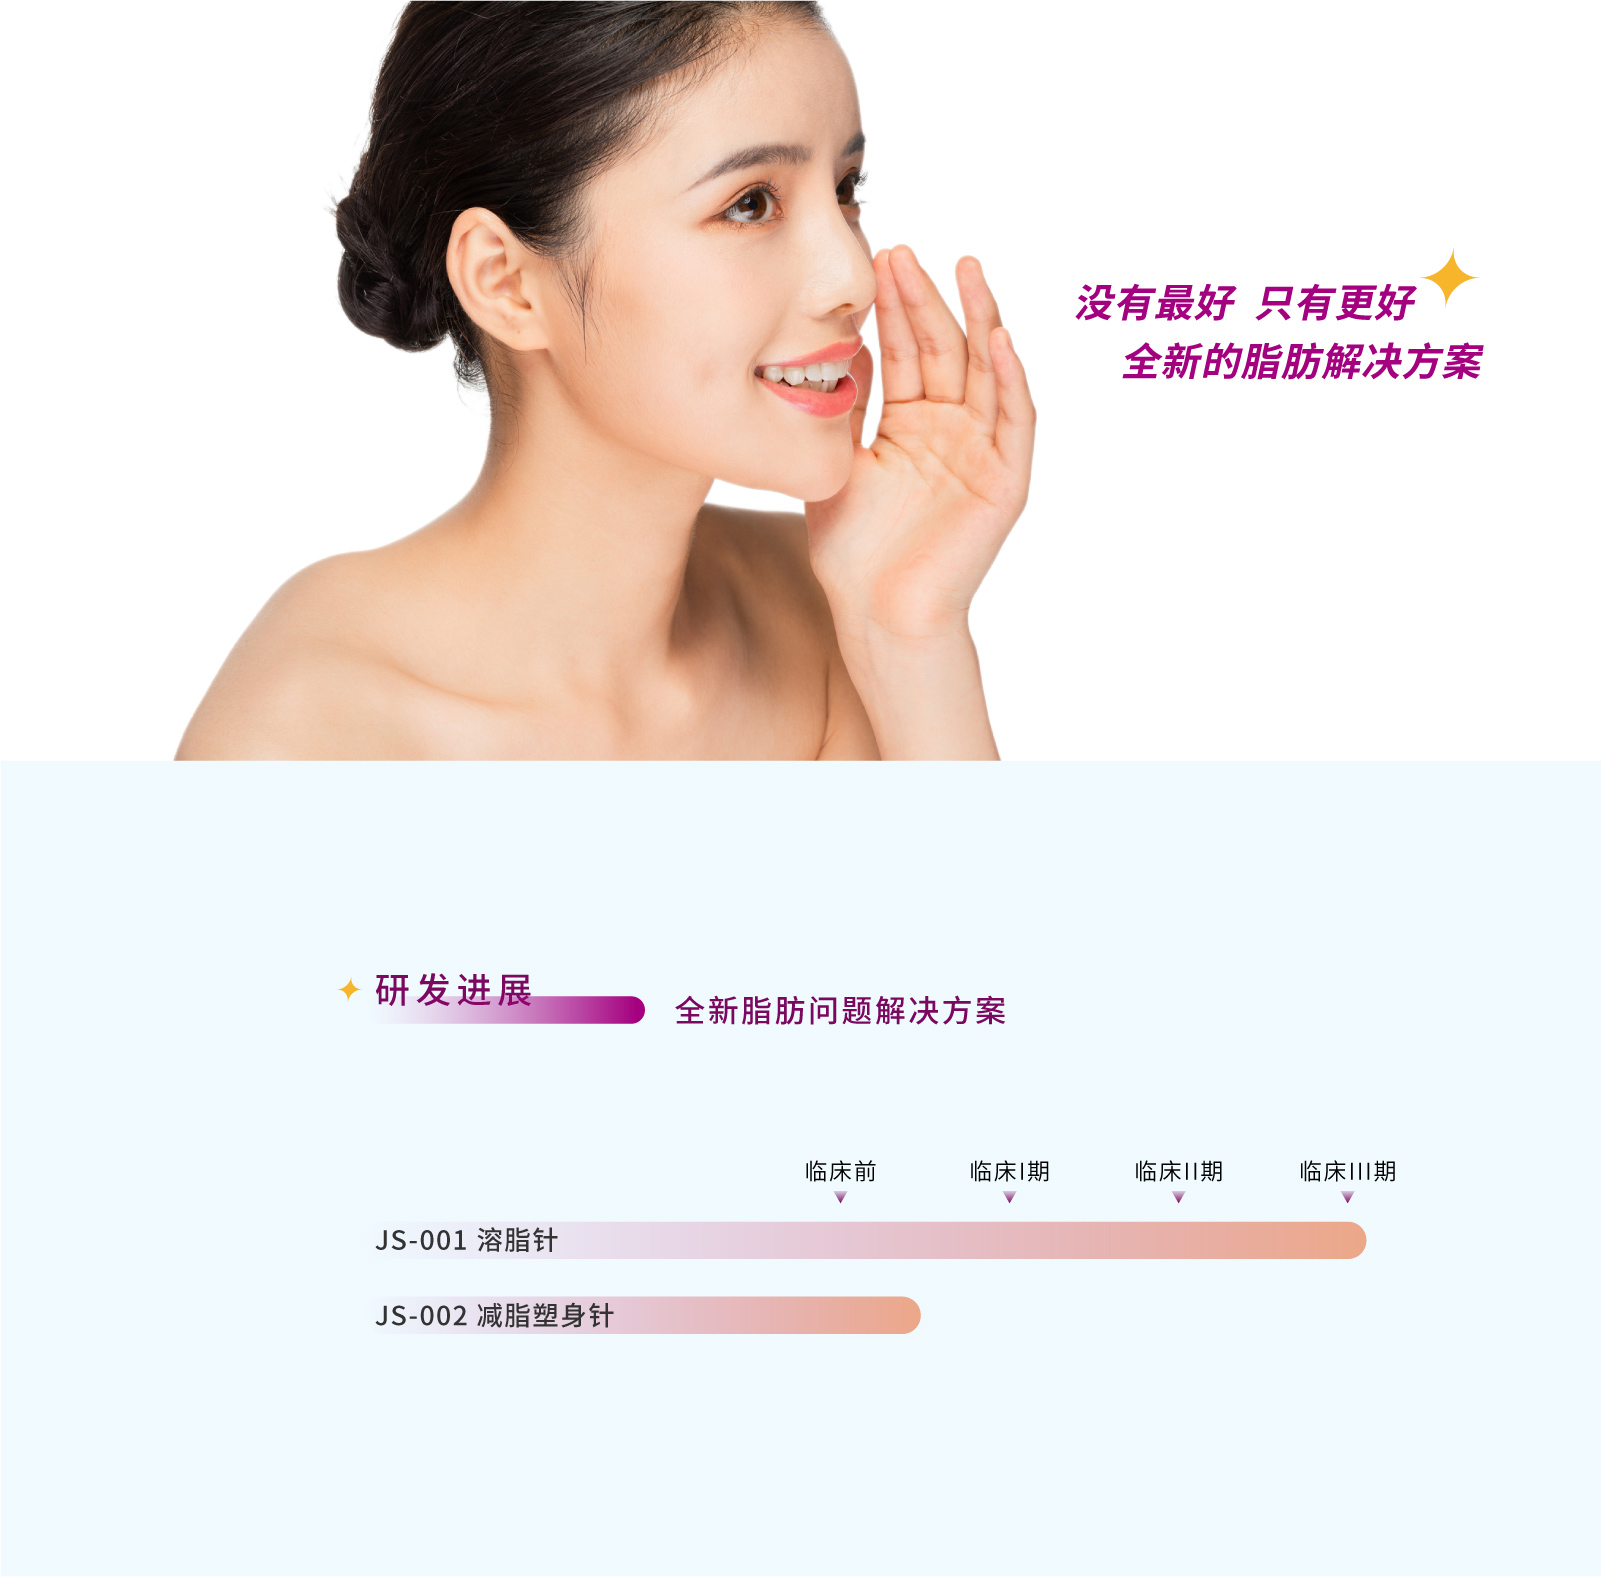 没有最好 只有更好
全新的脂肪解决方案
研发进展
全新脂肪问题解决方案
临床前 临床I期 临床II期 临床III期
JS-001 溶脂针
JS-002 减脂塑身针